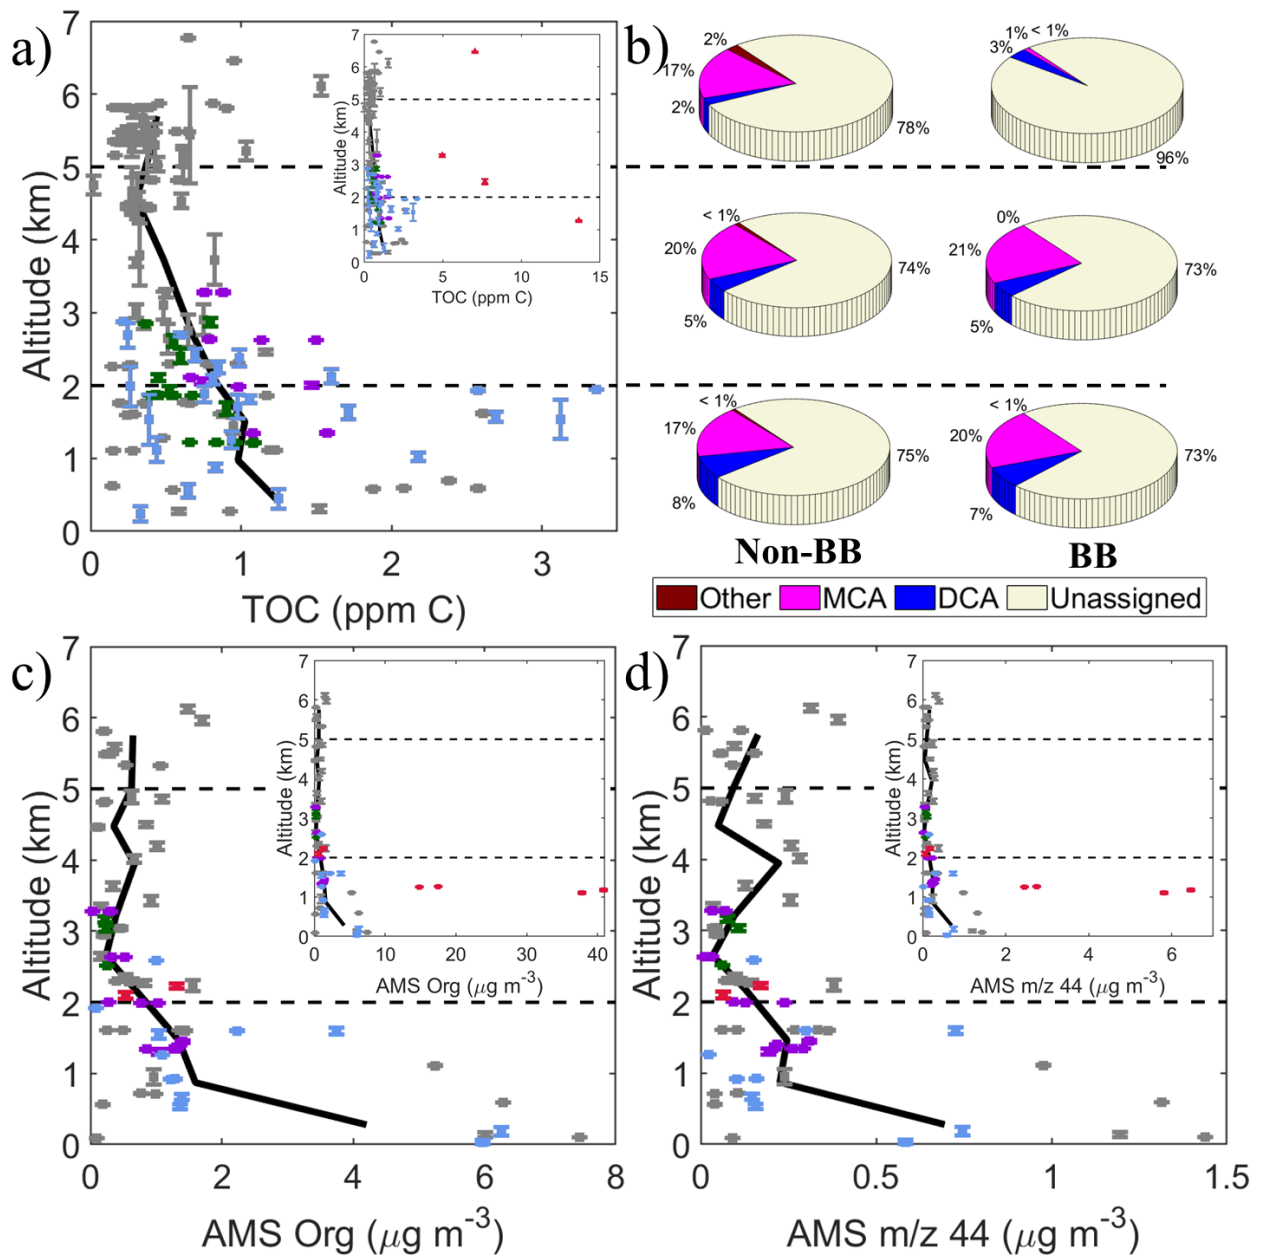 a)
7
6
5
4
3
2
1
0
Altitude (km)
0 1 2 3
TOC (ppm C)
7
6
5
4
3
2
1
0
Altitude (km)
0 5 10 15
TOC (ppm C)
b)
2%
17%
2%
78%
1% < 1%
3%
96%
< 1%
20%
5%
74%
0%
21%
5%
73%
< 1%
17%
8%
75%
< 1%
20%
7%
73%
Non-BB
BB
Other MCA DCA Unassigned
c)
7
6
5
4
3
2
1
0
Altitude (km)
0 2 4 6 8
AMS Org (μg m-3)
7
6
5
4
3
2
1
0
Altitude (km)
0 10 20 30 40
AMS Org (μg m-3)
d)
7
6
5
4
3
2
1
0
Altitude (km)
0 0.5 1 1.5
AMS m/z 44 (μg m-3)
7
6
5
4
3
2
1
0
Altitude (km)
0 2 4 6
AMS m/z 44 (μg m-3)